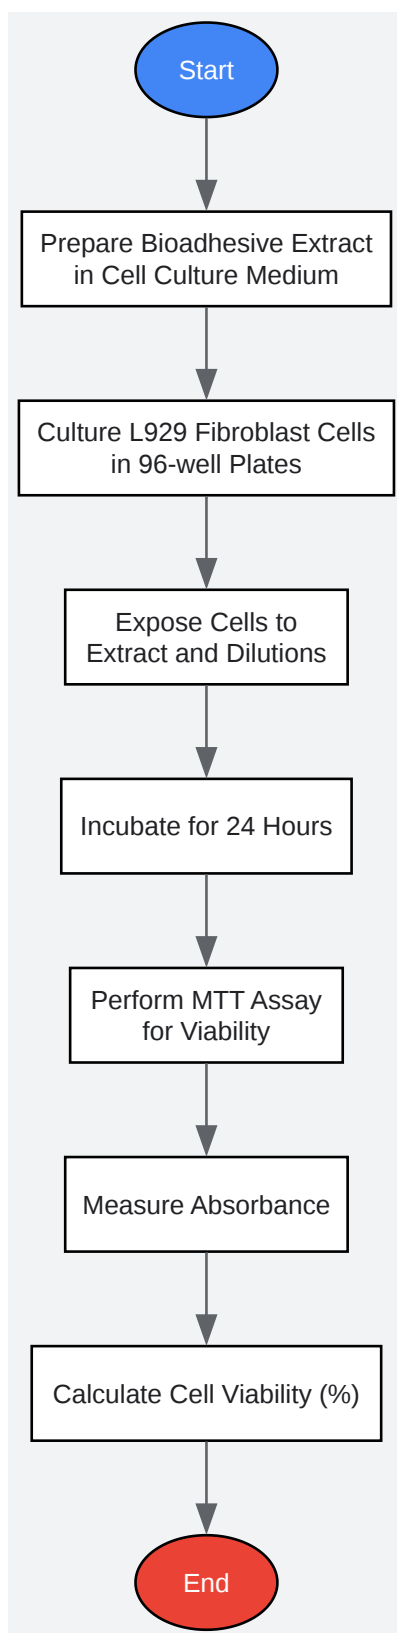 Start
Prepare Bioadhesive Extract
in Cell Culture Medium
Culture L929 Fibroblast Cells
in 96-well Plates
Expose Cells to
Extract and Dilutions
Incubate for 24 Hours
Perform MTT Assay
for Viability
Measure Absorbance
Calculate Cell Viability (%)
End